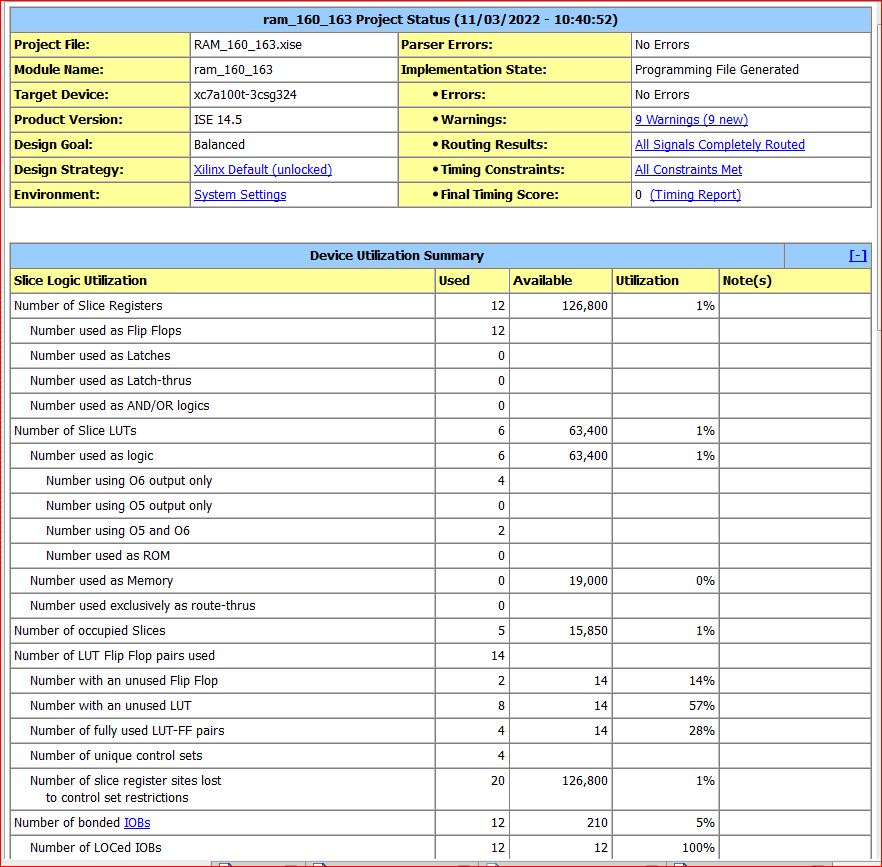 ram_160_163 Project Status (11/03/2022 - 10:40:52)
Project File: RAM_160_163.xise Parser Errors: No Errors
Module Name: ram_160_163 Implementation State: Programming File Generated
Target Device: xc7a100t-3csg324 •Errors: No Errors
Product Version: ISE 14.5 •Warnings: 9 Warnings (9 new)
Design Goal: Balanced •Routing Results: All Signals Completely Routed
Design Strategy: Xilinx Default (unlocked) •Timing Constraints: All Constraints Met
Environment: System Settings •Final Timing Score: 0 (Timing Report)
Device Utilization Summary [-]
Slice Logic Utilization Used Available Utilization Note(s)
Number of Slice Registers 12 126,800 1%
Number used as Flip Flops 12
Number used as Latches 0
Number used as Latch-thrus 0
Number used as AND/OR logics 0
Number of Slice LUTs 6 63,400 1%
Number used as logic 6 63,400 1%
Number using O6 output only 4
Number using O5 output only 0
Number using O5 and O6 2
Number used as ROM 0
Number used as Memory 0 19,000 0%
Number used exclusively as route-thrus 0
Number of occupied Slices 5 15,850 1%
Number of LUT Flip Flop pairs used 14
Number with an unused Flip Flop 2 14 14%
Number with an unused LUT 8 14 57%
Number of fully used LUT-FF pairs 4 14 28%
Number of unique control sets 4
Number of slice register sites lost 20 126,800 1%
to control set restrictions
Number of bonded IOBs 12 210 5%
Number of LOCed IOBs 12 12 100%